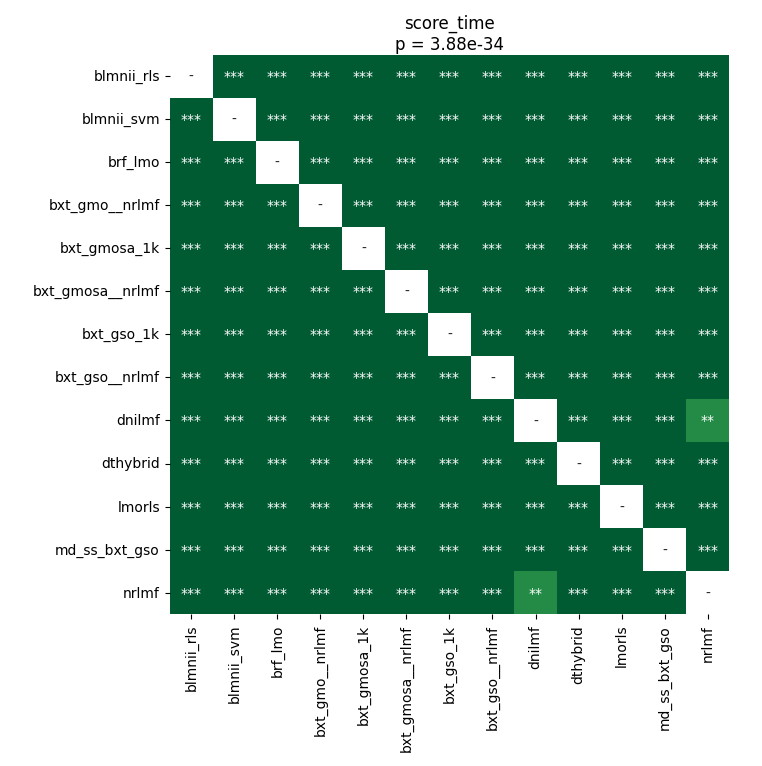 score_time
p = 3.88e-34
blmnii_rls - *** *** *** *** *** *** *** *** *** *** *** ***
blmnii_svm *** - *** *** *** *** *** *** *** *** *** *** ***
brf_lmo *** *** - *** *** *** *** *** *** *** *** *** ***
bxt_gmo__nrlmf *** *** *** - *** *** *** *** *** *** *** *** ***
bxt_gmosa_1k *** *** *** *** - *** *** *** *** *** *** *** ***
bxt_gmosa__nrlmf *** *** *** *** *** - *** *** *** *** *** *** ***
bxt_gso_1k *** *** *** *** *** *** - *** *** *** *** *** ***
bxt_gso__nrlmf *** *** *** *** *** *** *** - *** *** *** *** ***
dnilmf *** *** *** *** *** *** *** *** - *** *** *** **
dthybrid *** *** *** *** *** *** *** *** *** - *** *** ***
lmorls *** *** *** *** *** *** *** *** *** *** - *** ***
md_ss_bxt_gso *** *** *** *** *** *** *** *** *** *** *** - ***
nrlmf *** *** *** *** *** *** *** *** ** *** *** *** -
blmnii_rls
blmnii_svm
brf_lmo
bxt_gmo__nrlmf
bxt_gmosa_1k
bxt_gmosa__nrlmf
bxt_gso_1k
bxt_gso__nrlmf
dnilmf
dthybrid
lmorls
md_ss_bxt_gso
nrlmf